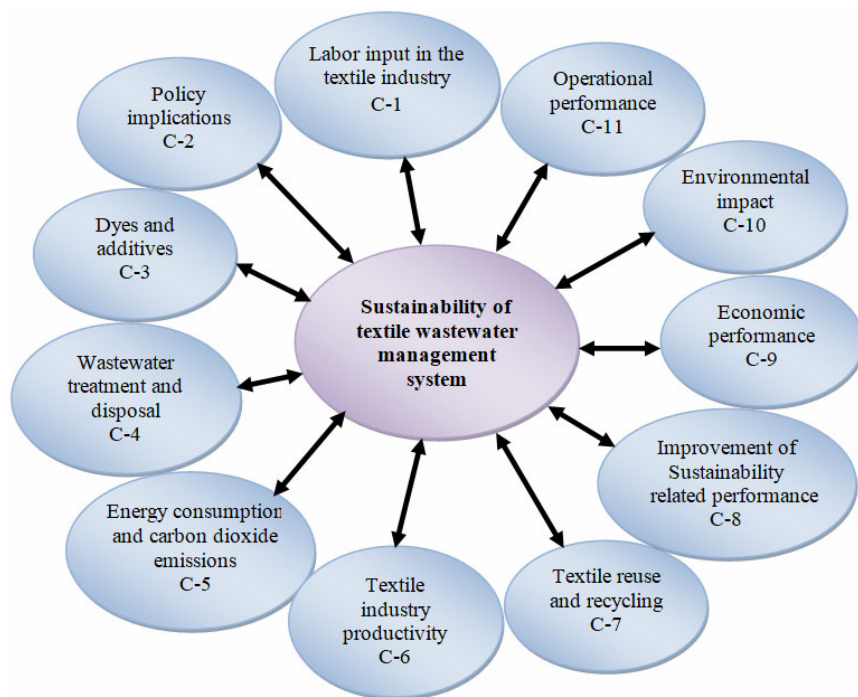 Labor input in the
textile industry
C-1
Policy
implications
C-2
Dyes and
additives
C-3
Wastewater
treatment and
disposal
C-4
Energy consumption
and carbon dioxide
emissions
C-5
Textile
industry
productivity
C-6
Textile reuse
and recycling
C-7
Improvement of
Sustainability
related performance
C-8
Economic
performance
C-9
Environmental
impact
C-10
Operational
performance
C-11
Sustainability of
textile wastewater
management
system